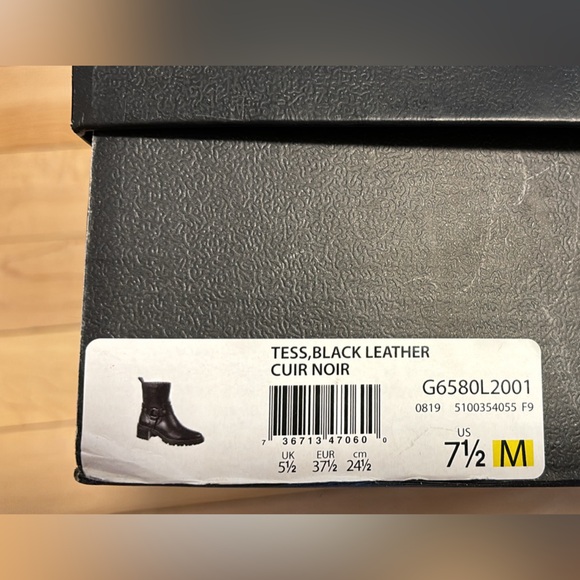 TESS,BLACK LEATHER
CUIR NOIR
G6580L2001
0819 5100354055 F9
7 36713 47060 0
UK EUR cm
5½ 37½ 24½
US
7½ M